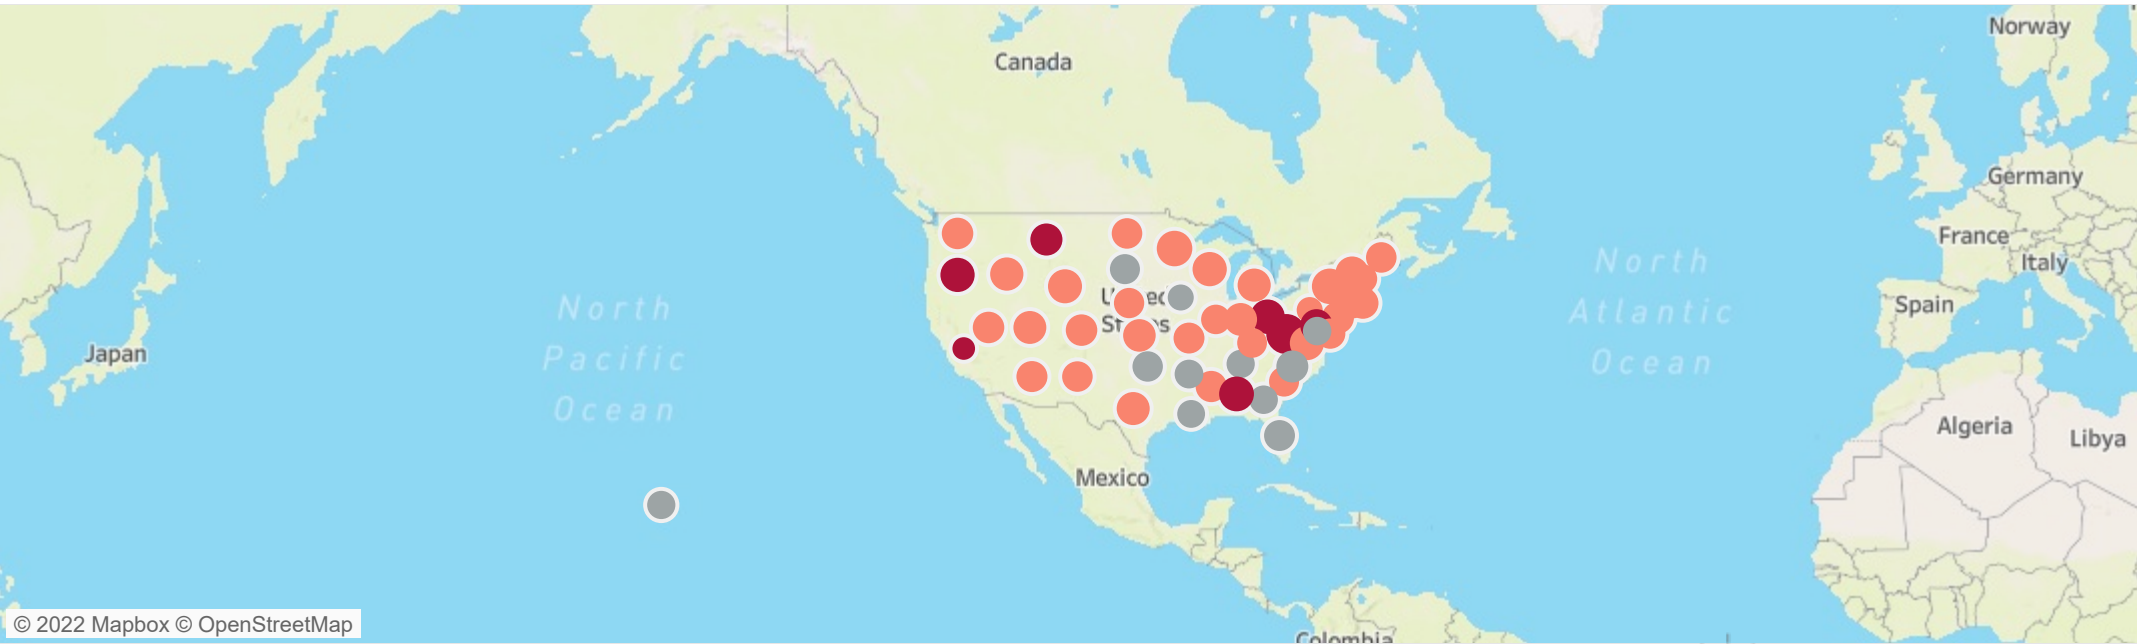 Norway
Canada
Germany
France
Italy
North
Atlantic
Ocean
Spain
North
Pacific
Ocean
Japan
Algeria
Libya
Mexico
© 2022 Mapbox © OpenStreetMap